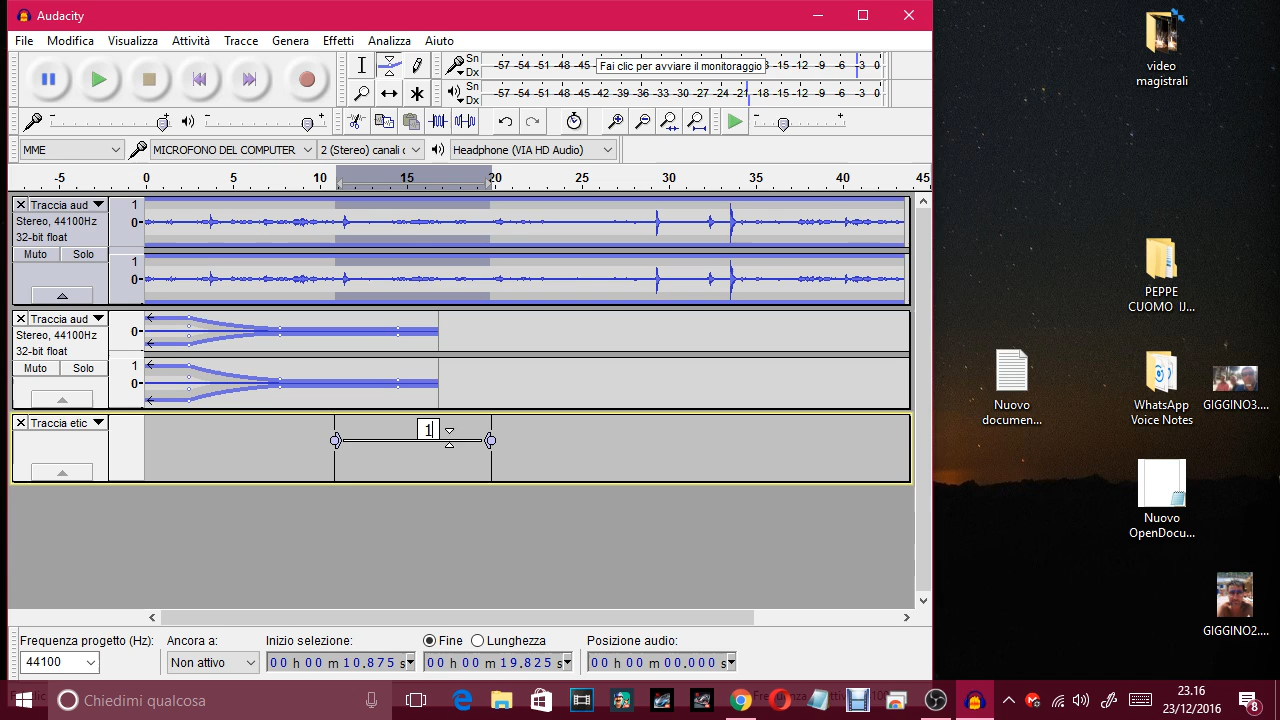 Audacity
File Modifica Visualizza Attività Tracce Genera Effetti Analizza Aiuto
Sn
Dx
-57 -54 -51 -48 -45 Fai clic per avviare il monitoraggio -15 -12 -9 -6 -3 0
Sn
Dx
-57 -54 -51 -48 -45 -42 -39 -36 -33 -30 -27 -24 -21 -18 -15 -12 -9 -6 -3 0
MME MICROFONO DEL COMPUTER 2 (Stereo) canali Headphone (VIA HD Audio)
-5 0 5 10 15 20 25 30 35 40 45
Traccia aud
Stereo, 44100Hz
32-bit float
Muto Solo
1
0
1
0
Traccia aud
Stereo, 44100Hz
32-bit float
Muto Solo
0
1
0
Traccia etic
1
Frequenza progetto (Hz): Ancora a: Inizio selezione: Fine Lunghezza Posizione audio:
44100 Non attivo 00 h 00 m 10.875 s 00 h 00 m 19.825 s 00 h 00 m 00.000 s
video
magistrali
PEPPE
CUOMO IJ...
Nuovo
documen...
WhatsApp
Voice Notes
GIGGINO3....
Nuovo
OpenDocu...
GIGGINO2....
Chiedimi qualcosa
23.16
23/12/2016
8